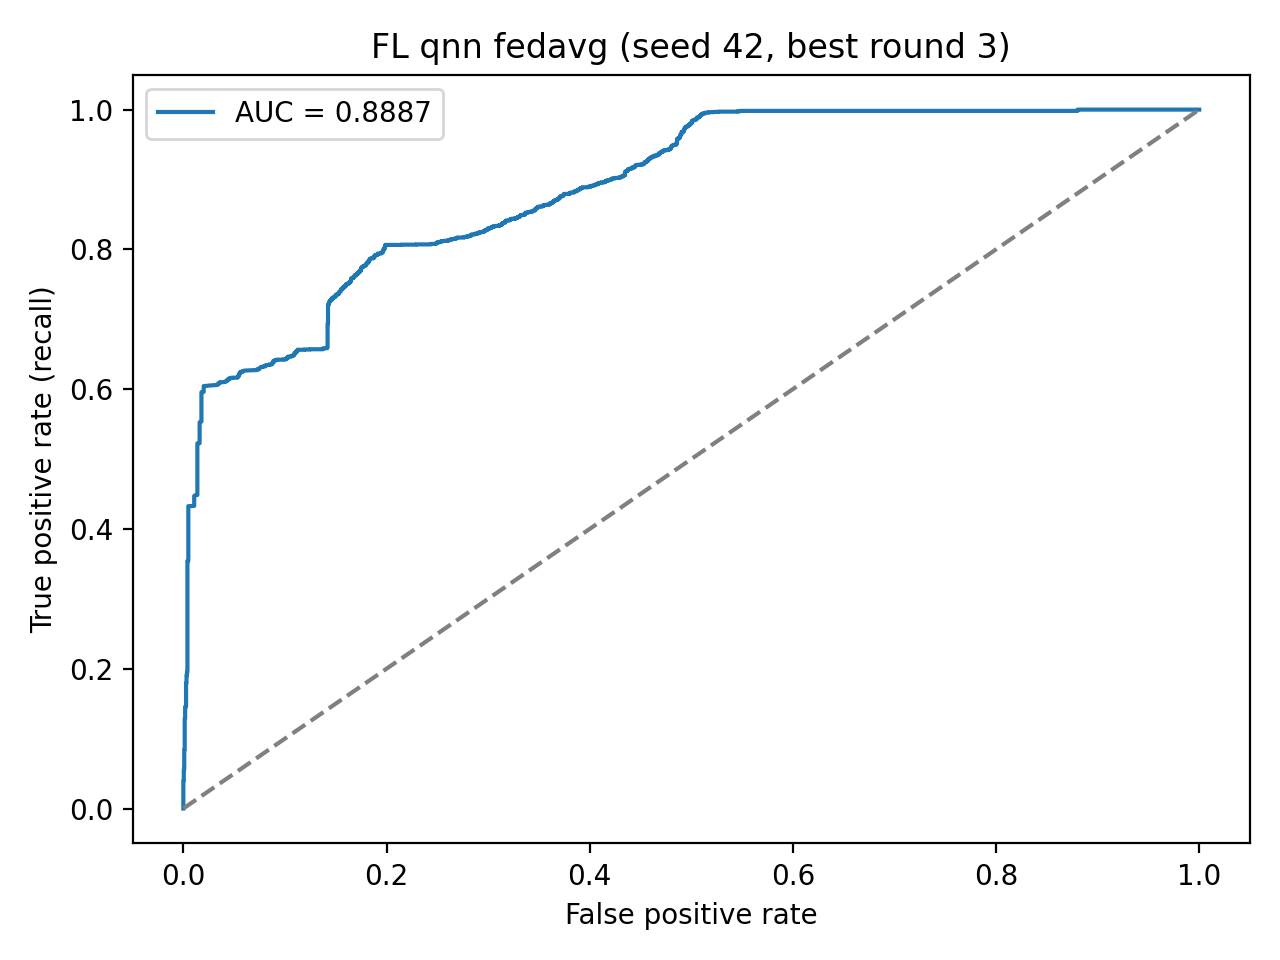 FL qnn fedavg (seed 42, best round 3)
AUC = 0.8887
1.0
0.8
0.6
0.4
0.2
0.0
True positive rate (recall)
0.0 0.2 0.4 0.6 0.8 1.0
False positive rate